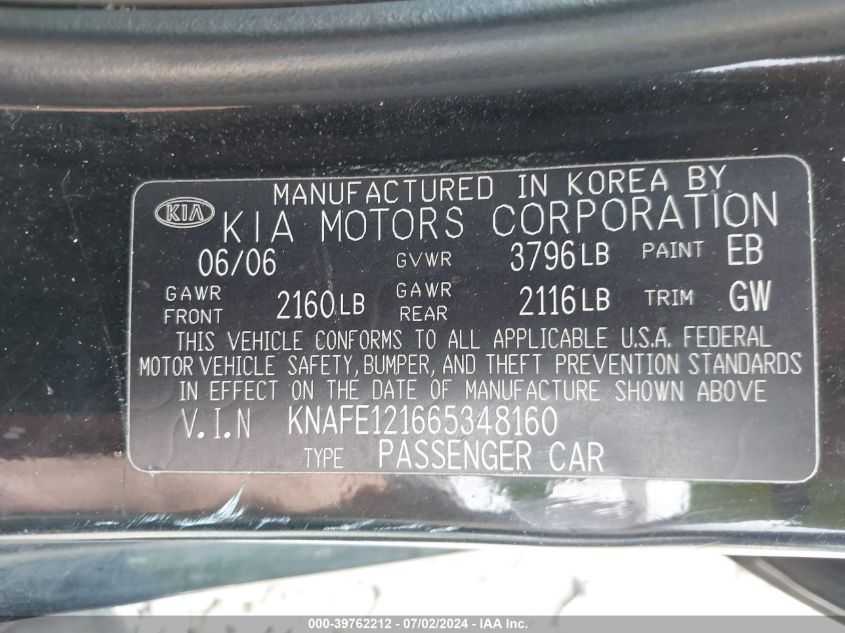 MANUFACTURED IN KOREA BY
KIA KIA MOTORS CORPORATION
06/06 GVWR 3796LB PAINT EB
GAWR FRONT 2160LB GAWR REAR 2116LB TRIM GW
THIS VEHICLE CONFORMS TO ALL APPLICABLE U.S.A. FEDERAL
MOTOR VEHICLE SAFETY, BUMPER, AND THEFT PREVENTION STANDARDS
IN EFFECT ON THE DATE OF MANUFACTURE SHOWN ABOVE
V.I.N KNAFE121665348160
TYPE PASSENGER CAR
000-39762212 - 07/02/2024 - IAA Inc.